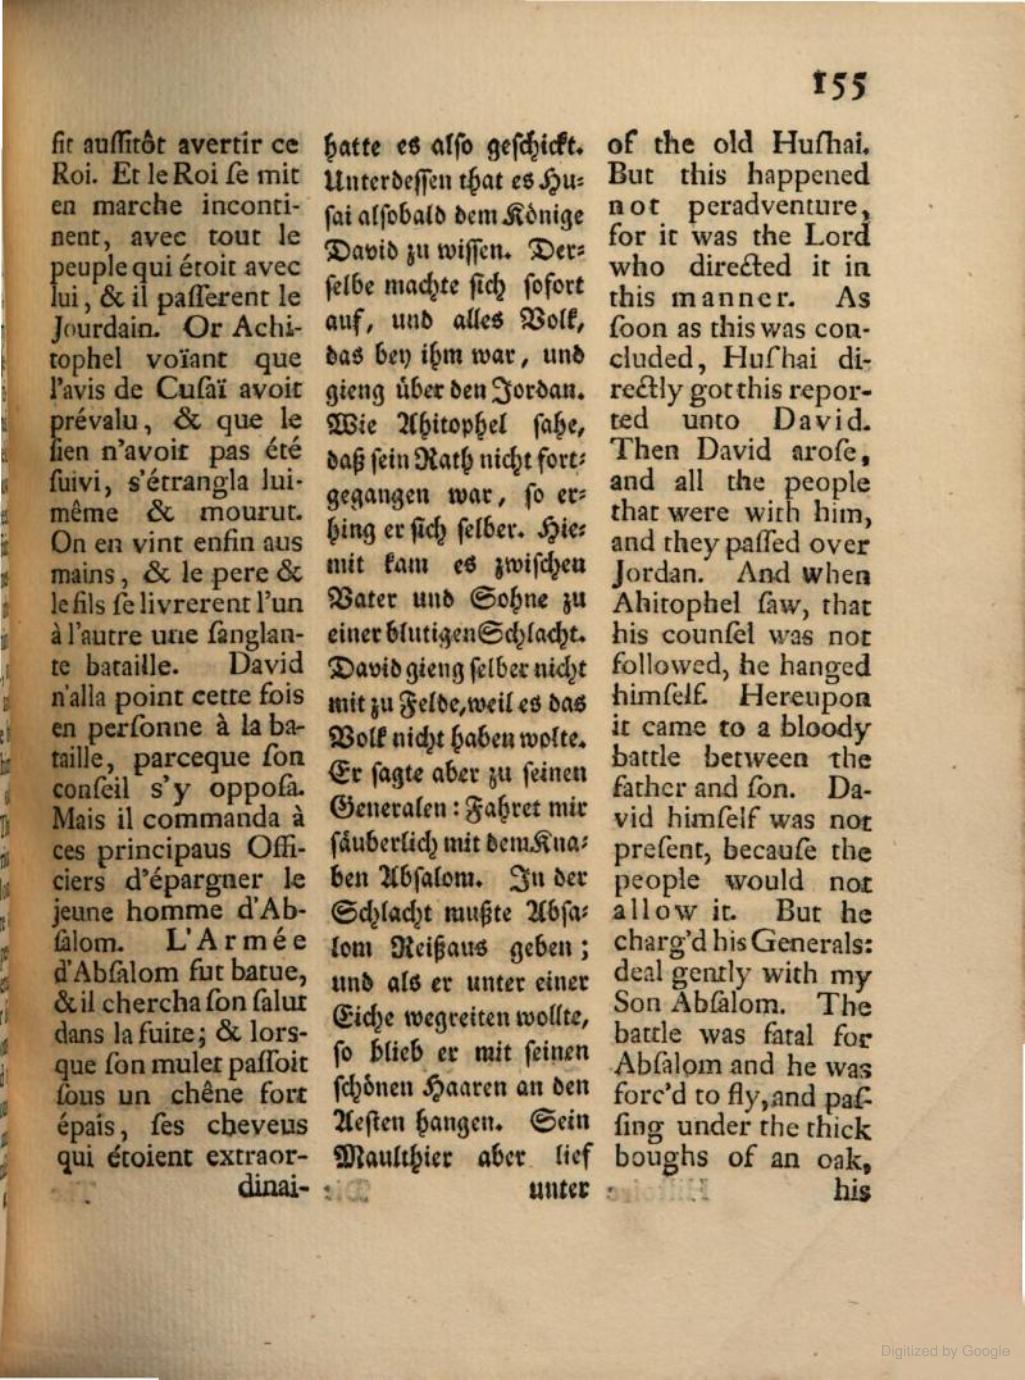 155
fit auſſitôt avertir ce
Roi. Et le Roi ſe mit
en marche inconti-
nent, avec tout le
peuple qui étoit avec
lui, & il paſſerent le
Jourdain. Or Achi-
tophel voïant que
l'avis de Cuſaï avoit
prévalu, & que le
ſien n'avoit pas été
ſuivi, s'étrangla lui-
même & mourut.
On en vint enfin aus
mains, & le pere &
le fils ſe livrerent l'un
à l'autre une ſanglan-
te bataille. David
n'alla point cette fois
en perſonne à la ba-
taille, parceque ſon
conſeil s'y oppoſa.
Mais il commanda à
ces principaus Offi-
ciers d'épargner le
jeune homme d'Ab-
ſalom. L'Armée
d'Abſalom fut batue,
& il chercha ſon ſalut
dans la fuite; & lors-
que ſon mulet paſſoit
ſous un chêne fort
épais, ſes cheveus
qui étoient extraor-
dinai-
hatte es alſo geſchickt.
Unterdeſſen that es Hu-
ſai alſobald dem Könige
David zu wiſſen. Der-
ſelbe machte ſich ſofort
auf, und alles Volk,
das bey ihm war, und
gieng über den Jordan.
Wie Ahitophel ſahe,
daß ſein Rath nicht fort-
gegangen war, ſo er-
hing er ſich ſelber. Hie-
mit kam es zwiſchen
Vater und Sohne zu
einer blutigen Schlacht.
David gieng ſelber nicht
mit zu Felde, weil es das
Volk nicht haben wolte.
Er ſagte aber zu ſeinen
Generalen: Fahret mir
ſäuberlich mit dem Kna-
ben Abſalom. In der
Schlacht mußte Abſa-
lom Reißaus geben;
und als er unter einer
Eiche wegreiten wollte,
ſo blieb er mit ſeinen
ſchönen Haaren an den
Aeſten hangen. Sein
Maulthier aber lief
unter
of the old Huſhai.
But this happened
not peradventure,
for it was the Lord
who directed it in
this manner. As
ſoon as this was con-
cluded, Huſhai di-
rectly got this repor-
ted unto David.
Then David aroſe,
and all the people
that were with him,
and they paſſed over
Jordan. And when
Ahitophel ſaw, that
his counſel was not
followed, he hanged
himſelf. Hereupon
it came to a bloody
battle between the
father and ſon. Da-
vid himſelf was not
preſent, becauſe the
people would not
allow it. But he
charg'd his Generals:
deal gently with my
Son Abſalom. The
battle was fatal for
Abſalom and he was
forc'd to fly, and paſ-
ſing under the thick
boughs of an oak,
his
Digitized by Google